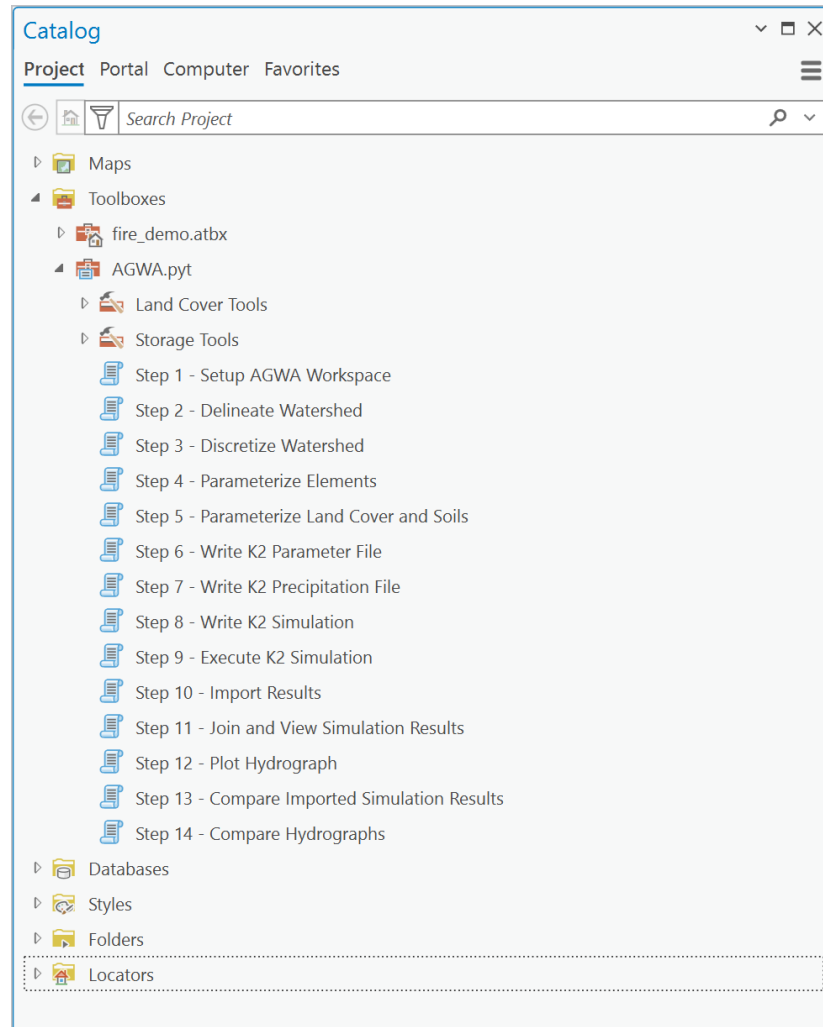 Catalog
Project Portal Computer Favorites
Search Project
Maps
Toolboxes
fire_demo.atbx
AGWA.pyt
Land Cover Tools
Storage Tools
Step 1 - Setup AGWA Workspace
Step 2 - Delineate Watershed
Step 3 - Discretize Watershed
Step 4 - Parameterize Elements
Step 5 - Parameterize Land Cover and Soils
Step 6 - Write K2 Parameter File
Step 7 - Write K2 Precipitation File
Step 8 - Write K2 Simulation
Step 9 - Execute K2 Simulation
Step 10 - Import Results
Step 11 - Join and View Simulation Results
Step 12 - Plot Hydrograph
Step 13 - Compare Imported Simulation Results
Step 14 - Compare Hydrographs
Databases
Styles
Folders
Locators